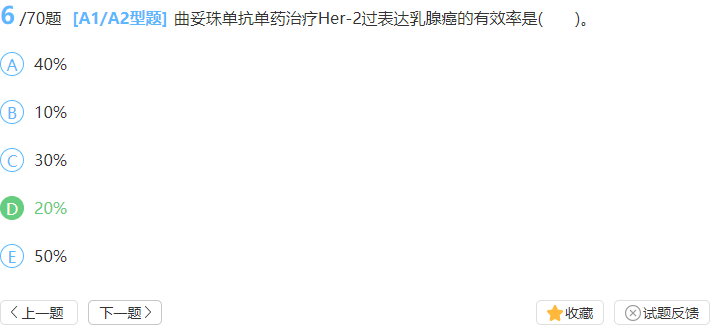 6 /70题 [A1/A2型题] 曲妥珠单抗单药治疗Her-2过表达乳腺癌的有效率是(　　)。
A 40%
B 10%
C 30%
D 20%
E 50%
上一题 下一题 收藏 试题反馈